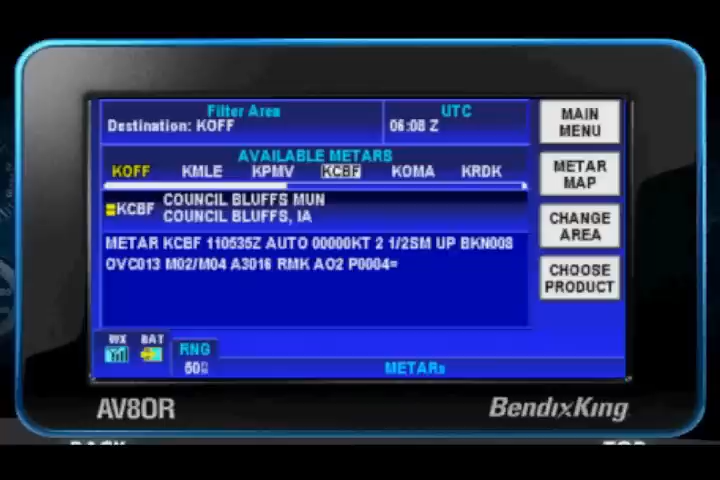 Filter Area
UTC
Destination: KOFF
06:08 Z
MAIN
MENU
AVAILABLE METARS
KOFF KMLE KPMV KCBF KOMA KRDK
METAR
MAP
KCBF
COUNCIL BLUFFS MUN
COUNCIL BLUFFS, IA
CHANGE
AREA
METAR KCBF 110535Z AUTO 00000KT 2 1/2SM UP BKN008
OVC013 M02/M04 A3016 RMK AO2 P0004=
CHOOSE
PRODUCT
WX BAT
RNG
50
METARs
AV8OR
BendixKing